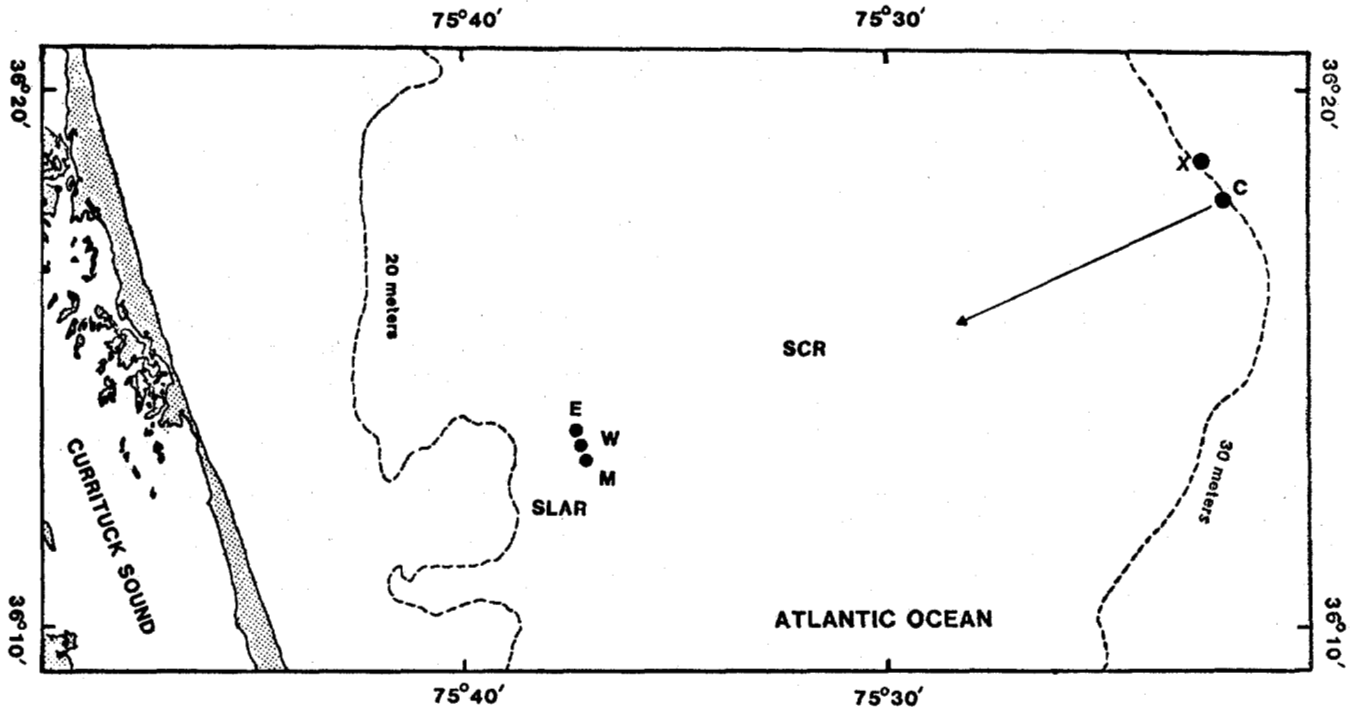 75°40′ 75°30′
36°20′ 36°20′
X C
20 meters
SCR
E
W
M
30 meters
SLAR
CURRITUCK SOUND
ATLANTIC OCEAN
36°10′ 36°10′
75°40′ 75°30′